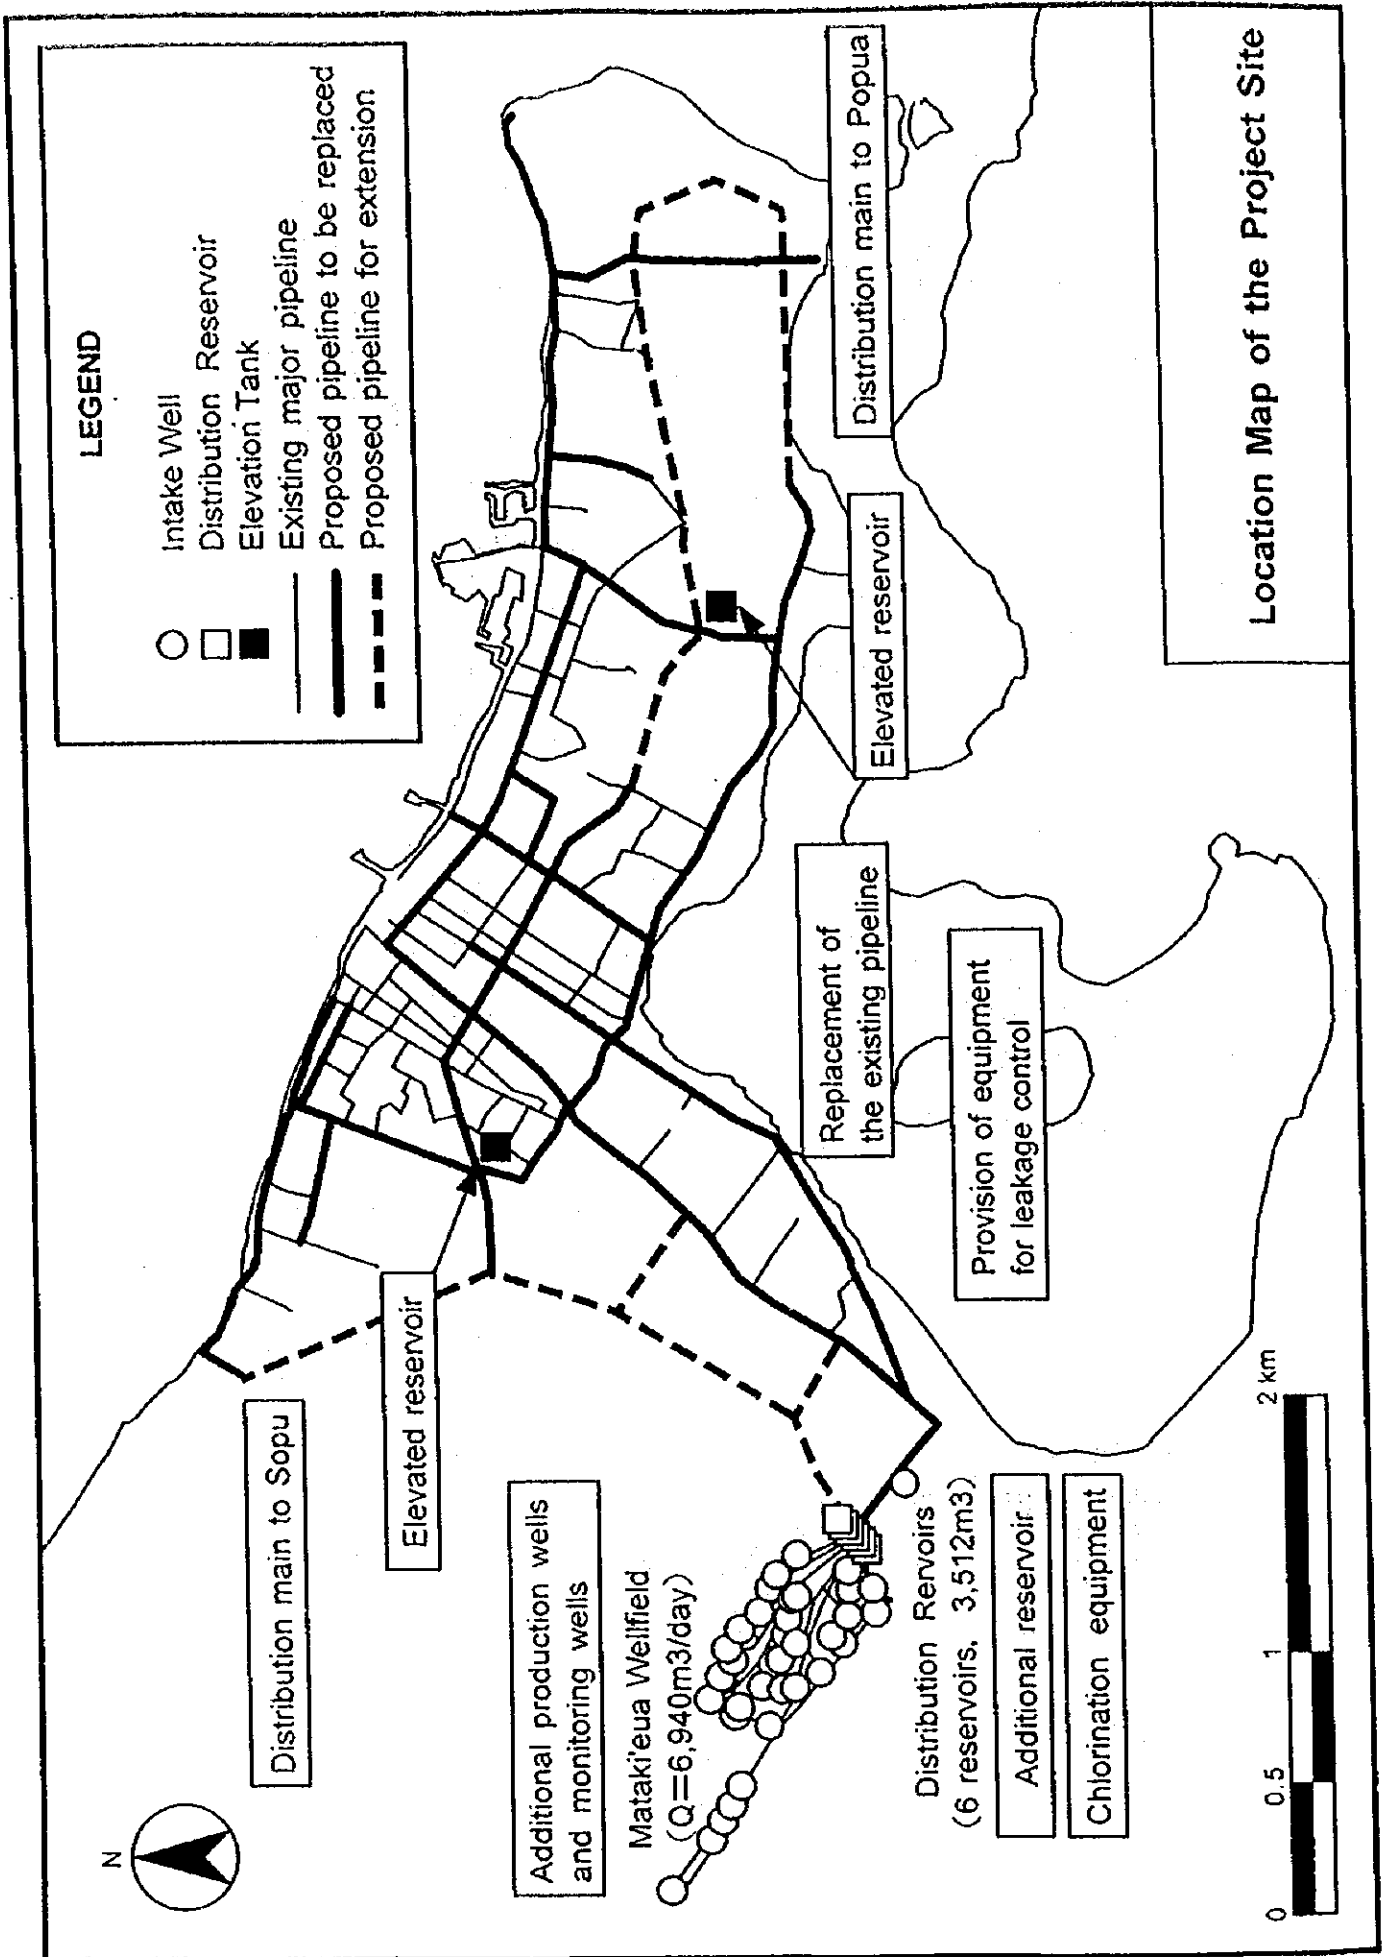 LEGEND
Intake Well
Distribution Reservoir
Elevation Tank
Existing major pipeline
Proposed pipeline to be replaced
Proposed pipeline for extension
N
Distribution main to Sopu
Elevated reservoir
Additional production wells
and monitoring wells
Mataki'eua Wellfield
(Q=6,940m3/day)
Distribution Rervoirs
(6 reservoirs, 3,512m3)
Additional reservoir
Chlorination equipment
Replacement of
the existing pipeline
Provision of equipment
for leakage control
Elevated reservoir
Distribution main to Popua
0
0.5
1
2 km
Location Map of the Project Site